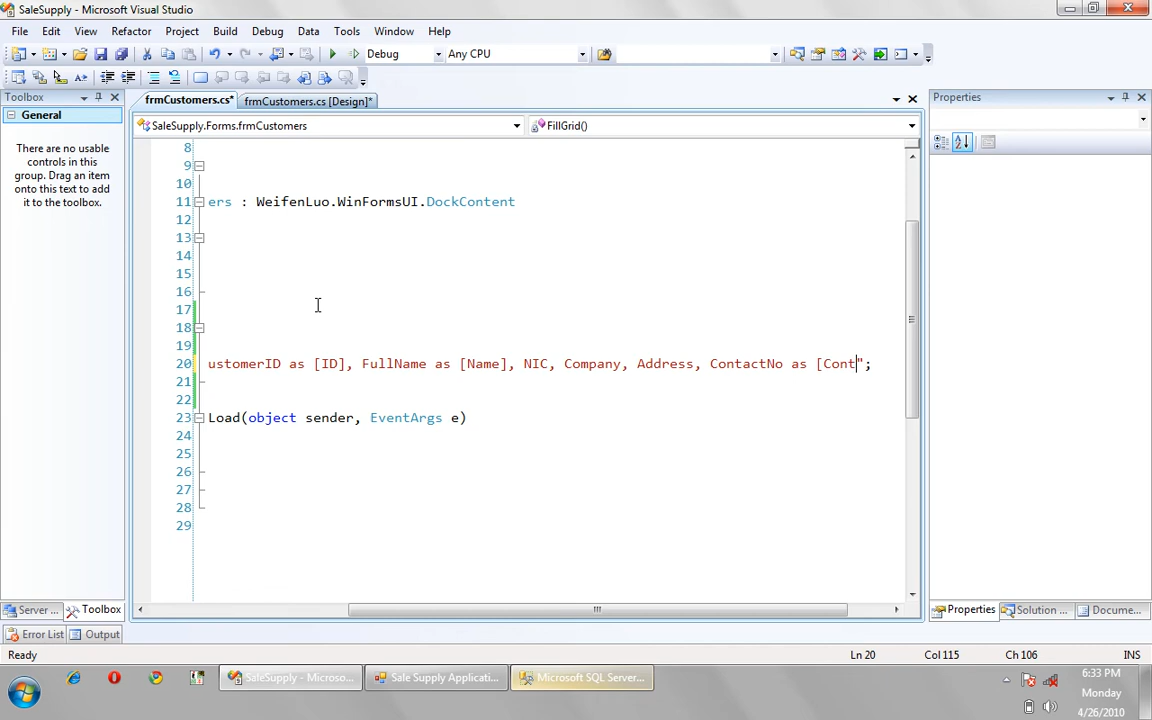 SaleSupply - Microsoft Visual Studio
File Edit View Refactor Project Build Debug Data Tools Window Help
Debug Any CPU
Toolbox
General
There are no usable
controls in this
group. Drag an item
onto this text to add
it to the toolbox.
frmCustomers.cs* frmCustomers.cs [Design]*
SaleSupply.Forms.frmCustomers FillGrid()
8
9
10
11 ers : WeifenLuo.WinFormsUI.DockContent
12
13
14
15
16
17
18
19
20 ustomerID as [ID], FullName as [Name], NIC, Company, Address, ContactNo as [Cont";
21
22
23 Load(object sender, EventArgs e)
24
25
26
27
28
29
Properties
Server ... Toolbox
Properties Solution ... Docume...
Error List Output
Ready Ln 20 Col 115 Ch 106 INS
SaleSupply - Microso... Sale Supply Applicati... Microsoft SQL Server...
6:33 PM
Monday
4/26/2010